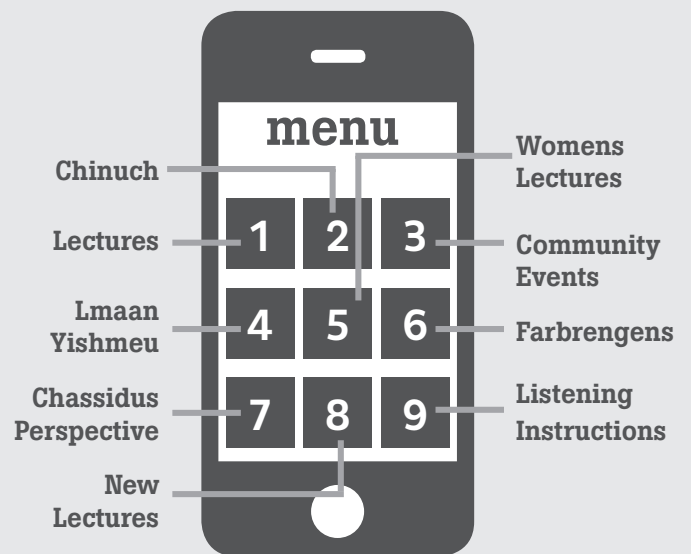 menu
Chinuch
Womens
Lectures
Lectures
1 2 3
Community
Events
Lmaan
Yishmeu
4 5 6
Farbrengens
Chassidus
Perspective
7 8 9
Listening
Instructions
New
Lectures